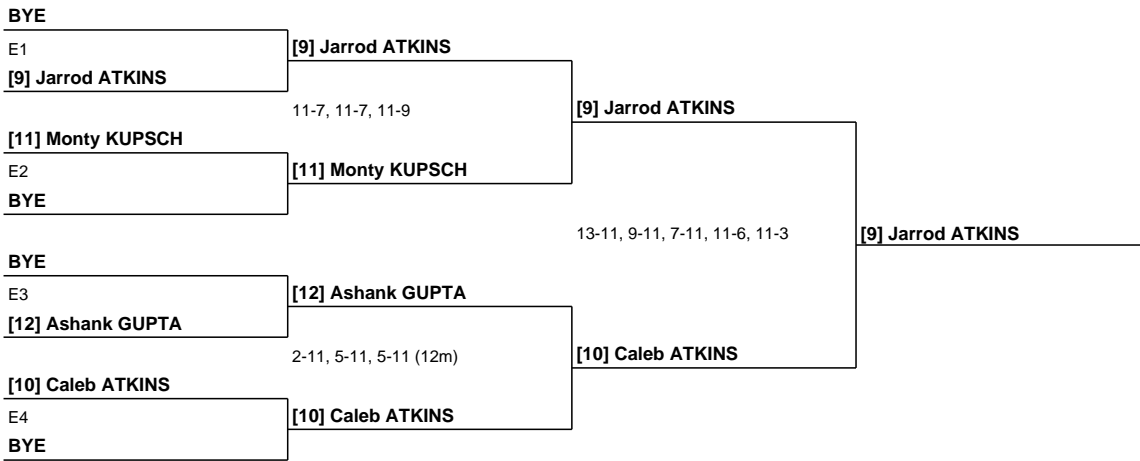 BYE
E1
[9] Jarrod ATKINS
[9] Jarrod ATKINS
11-7, 11-7, 11-9
[9] Jarrod ATKINS
[11] Monty KUPSCH
E2
[11] Monty KUPSCH
BYE
13-11, 9-11, 7-11, 11-6, 11-3
[9] Jarrod ATKINS
BYE
E3
[12] Ashank GUPTA
[12] Ashank GUPTA
2-11, 5-11, 5-11 (12m)
[10] Caleb ATKINS
[10] Caleb ATKINS
E4
[10] Caleb ATKINS
BYE